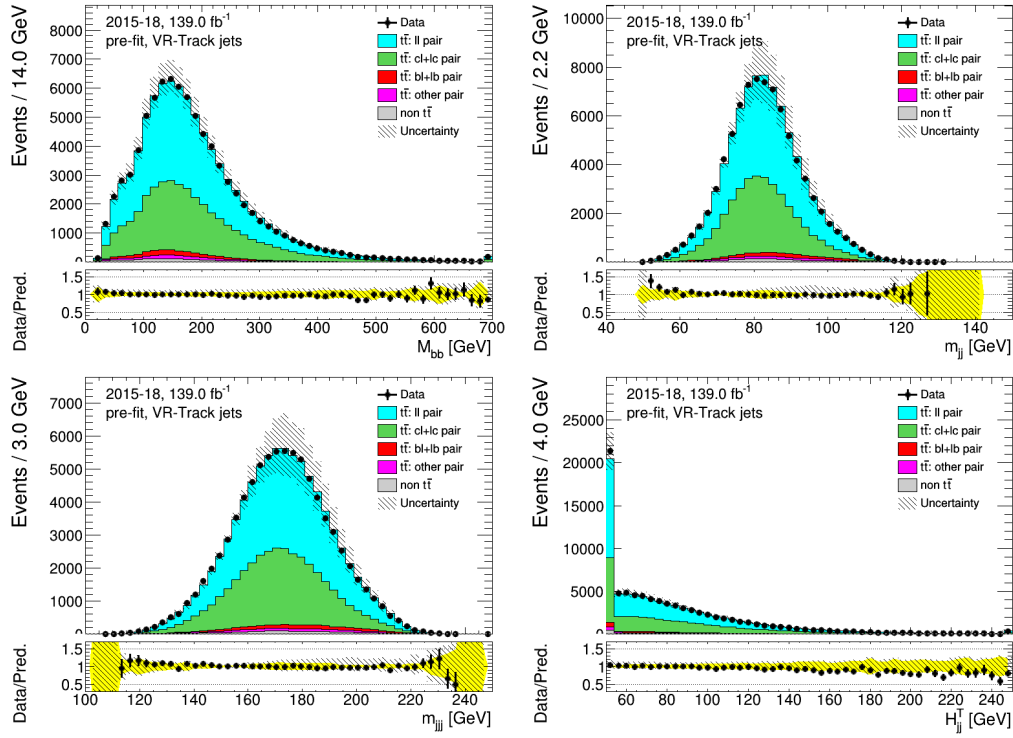 2015-18, 139.0 fb⁻¹
pre-fit, VR-Track jets
Data
tt̄: ll pair
tt̄: cl+lc pair
tt̄: bl+lb pair
tt̄: other pair
non tt̄
Uncertainty
Events / 14.0 GeV
8000
7000
6000
5000
4000
3000
2000
1000
0
Data/Pred.
1.5
1
0.5
0 100 200 300 400 500 600 700
M_bb [GeV]
2015-18, 139.0 fb⁻¹
pre-fit, VR-Track jets
Data
tt̄: ll pair
tt̄: cl+lc pair
tt̄: bl+lb pair
tt̄: other pair
non tt̄
Uncertainty
Events / 2.2 GeV
10000
8000
6000
4000
2000
0
Data/Pred.
1.5
1
0.5
40 60 80 100 120 140
m_jj [GeV]
2015-18, 139.0 fb⁻¹
pre-fit, VR-Track jets
Data
tt̄: ll pair
tt̄: cl+lc pair
tt̄: bl+lb pair
tt̄: other pair
non tt̄
Uncertainty
Events / 3.0 GeV
7000
6000
5000
4000
3000
2000
1000
0
Data/Pred.
1.5
1
0.5
100 120 140 160 180 200 220 240
m_jjj [GeV]
2015-18, 139.0 fb⁻¹
pre-fit, VR-Track jets
Data
tt̄: ll pair
tt̄: cl+lc pair
tt̄: bl+lb pair
tt̄: other pair
non tt̄
Uncertainty
Events / 4.0 GeV
25000
20000
15000
10000
5000
0
Data/Pred.
1.5
1
0.5
60 80 100 120 140 160 180 200 220 240
H_jj^T [GeV]